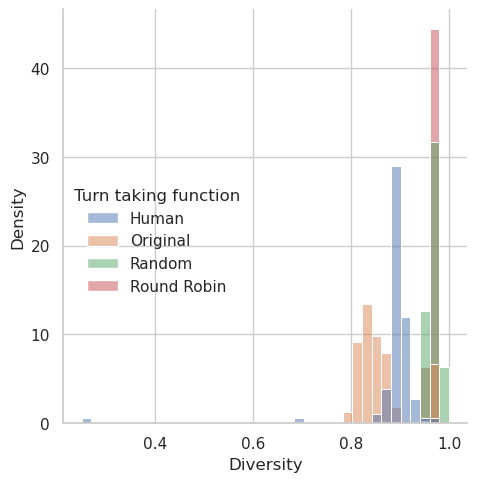 40
30
20
10
0
Density
Turn taking function
Human
Original
Random
Round Robin
0.4
0.6
0.8
1.0
Diversity